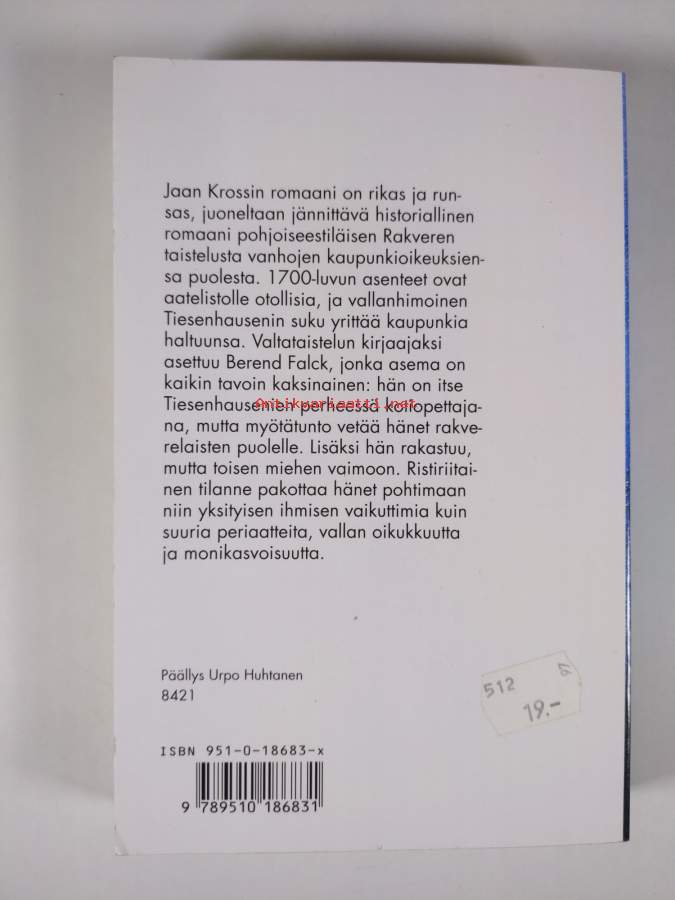 Jaan Krossin romaani on rikas ja run-
sas, juoneltaan jännittävä historiallinen
romaani pohjoiseestiläisen Rakveren
taistelusta vanhojen kaupunkioikeuksien-
sa puolesta. 1700-luvun asenteet ovat
aatelistolle otollisia, ja vallanhimoinen
Tiesenhausenin suku yrittää kaupunkia
haltuunsa. Valtataistelun kirjaajaksi
asettuu Berend Falck, jonka asema on
kaikin tavoin kaksinainen: hän on itse
Antikvariaatti.net
Tiesenhausenien perheessä kotiopettaja-
na, mutta myötätunto vetää hänet rakve-
relaisten puolelle. Lisäksi hän rakastuu,
mutta toisen miehen vaimoon. Ristiriitai-
nen tilanne pakottaa hänet pohtimaan
niin yksityisen ihmisen vaikuttimia kuin
suuria periaatteita, vallan oikukkuutta
ja monikasvoisuutta.
Päällys Urpo Huhtanen
8421
512
19.-
ISBN 951-0-18683-x
9 789510 186831